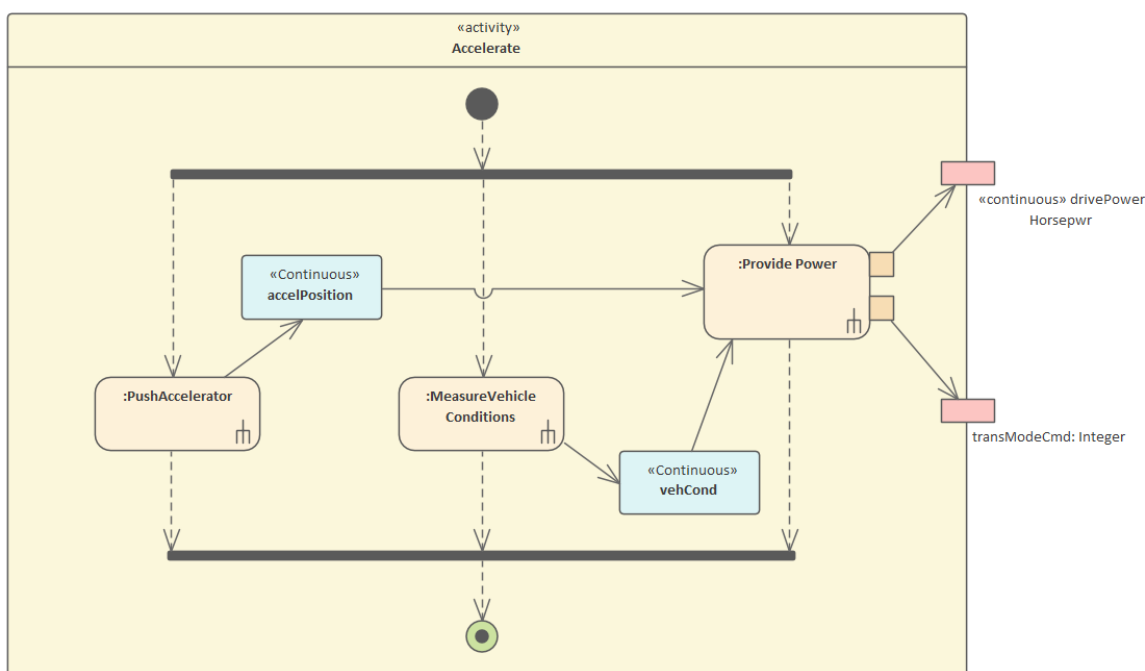 «activity»
Accelerate
«continuous» drivePower
Horsepwr
:Provide Power
«Continuous»
accelPosition
:PushAccelerator
:MeasureVehicle
Conditions
transModeCmd: Integer
«Continuous»
vehCond